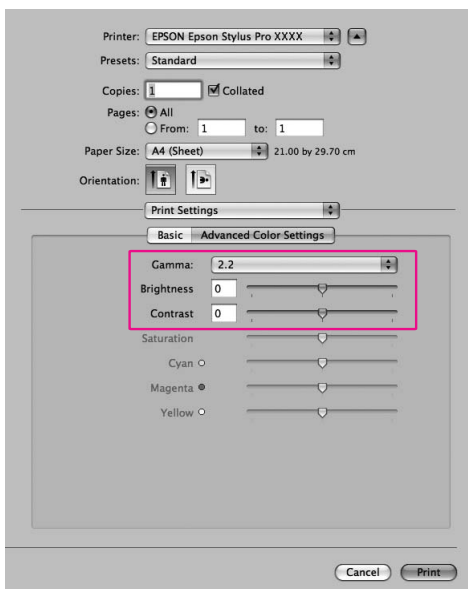 Printer: EPSON Epson Stylus Pro XXXX
Presets: Standard
Copies: 1 Collated
Pages: All
From: 1 to: 1
Paper Size: A4 (Sheet) 21.00 by 29.70 cm
Orientation:
Print Settings
Basic Advanced Color Settings
Gamma: 2.2
Brightness 0
Contrast 0
Saturation
Cyan
Magenta
Yellow
Cancel Print